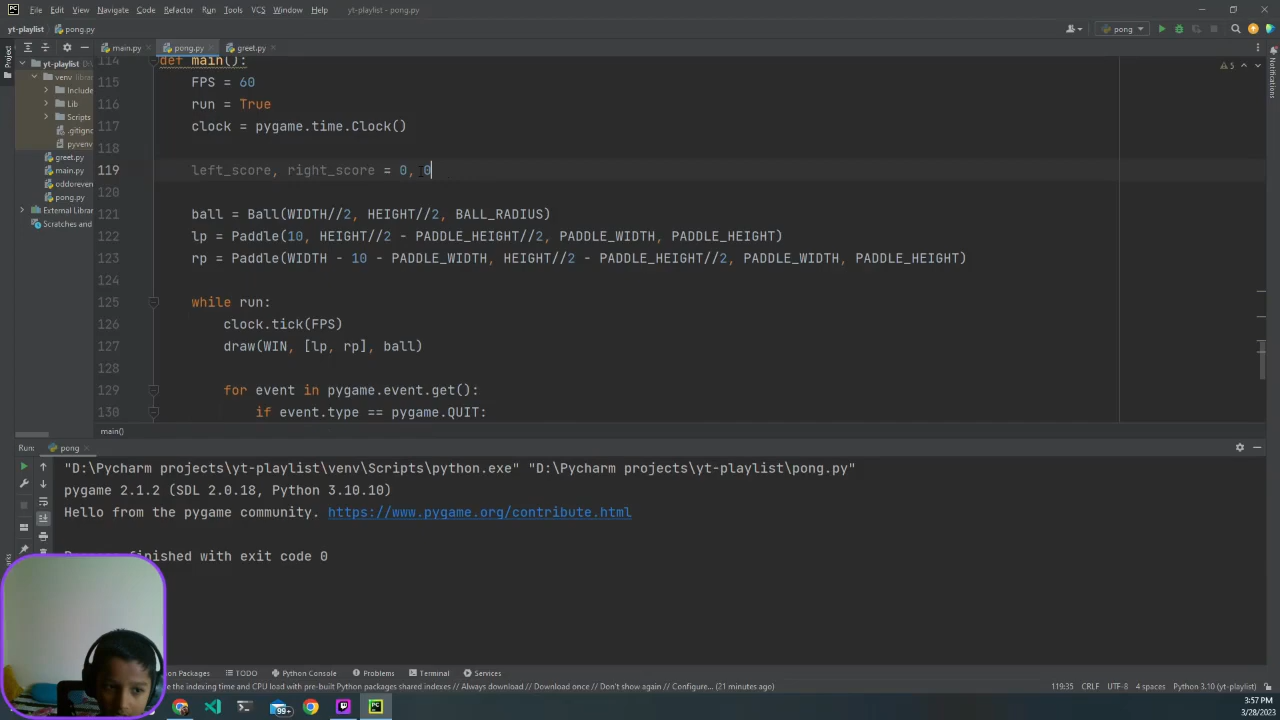 File Edit View Navigate Code Refactor Run Tools VCS Window Help yt-playlist - pong.py
yt-playlist pong.py pong
Project
main.py pong.py greet.py
Notifications
yt-playlist
venv
Include
Lib
Scripts
.gitign
pyven
greet.py
main.py
oddoreven
pong.py
External Librar
Scratches and
5
114 def main():
115 FPS = 60
116 run = True
117 clock = pygame.time.Clock()
118
119 left_score, right_score = 0, 0
120
121 ball = Ball(WIDTH//2, HEIGHT//2, BALL_RADIUS)
122 lp = Paddle(10, HEIGHT//2 - PADDLE_HEIGHT//2, PADDLE_WIDTH, PADDLE_HEIGHT)
123 rp = Paddle(WIDTH - 10 - PADDLE_WIDTH, HEIGHT//2 - PADDLE_HEIGHT//2, PADDLE_WIDTH, PADDLE_HEIGHT)
124
125 while run:
126 clock.tick(FPS)
127 draw(WIN, [lp, rp], ball)
128
129 for event in pygame.event.get():
130 if event.type == pygame.QUIT:
main()
Run: pong
"D:\Pycharm projects\yt-playlist\venv\Scripts\python.exe" "D:\Pycharm projects\yt-playlist\pong.py"
pygame 2.1.2 (SDL 2.0.18, Python 3.10.10)
Hello from the pygame community. https://www.pygame.org/contribute.html
finished with exit code 0
Packages TODO Python Console Problems Terminal Services
the indexing time and CPU load with pre-built Python packages shared indexes // Always download // Download once // Don't show again // Configure... (21 minutes ago) 119:35 CRLF UTF-8 4 spaces Python 3.10 (yt-playlist)
99+
3:57 PM
3/28/2023